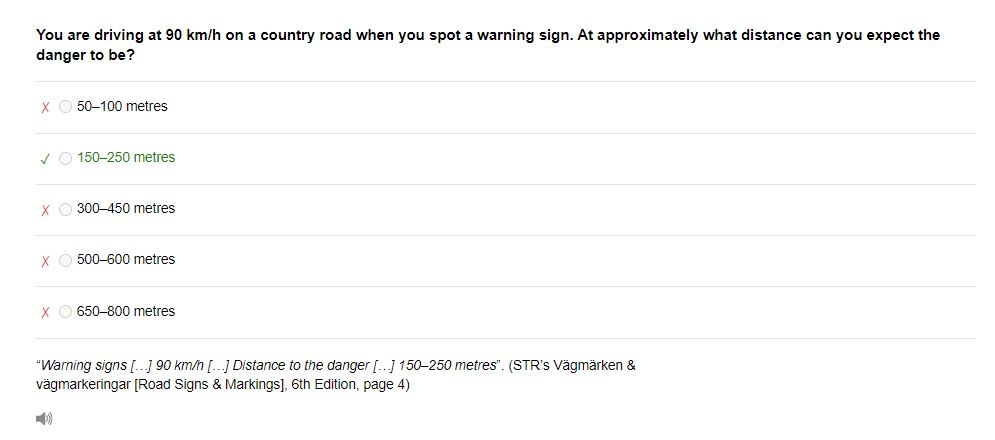 You are driving at 90 km/h on a country road when you spot a warning sign. At approximately what distance can you expect the
danger to be?
50–100 metres
150–250 metres
300–450 metres
500–600 metres
650–800 metres
“Warning signs […] 90 km/h […] Distance to the danger […] 150–250 metres”. (STR’s Vägmärken &
vägmarkeringar [Road Signs & Markings], 6th Edition, page 4)